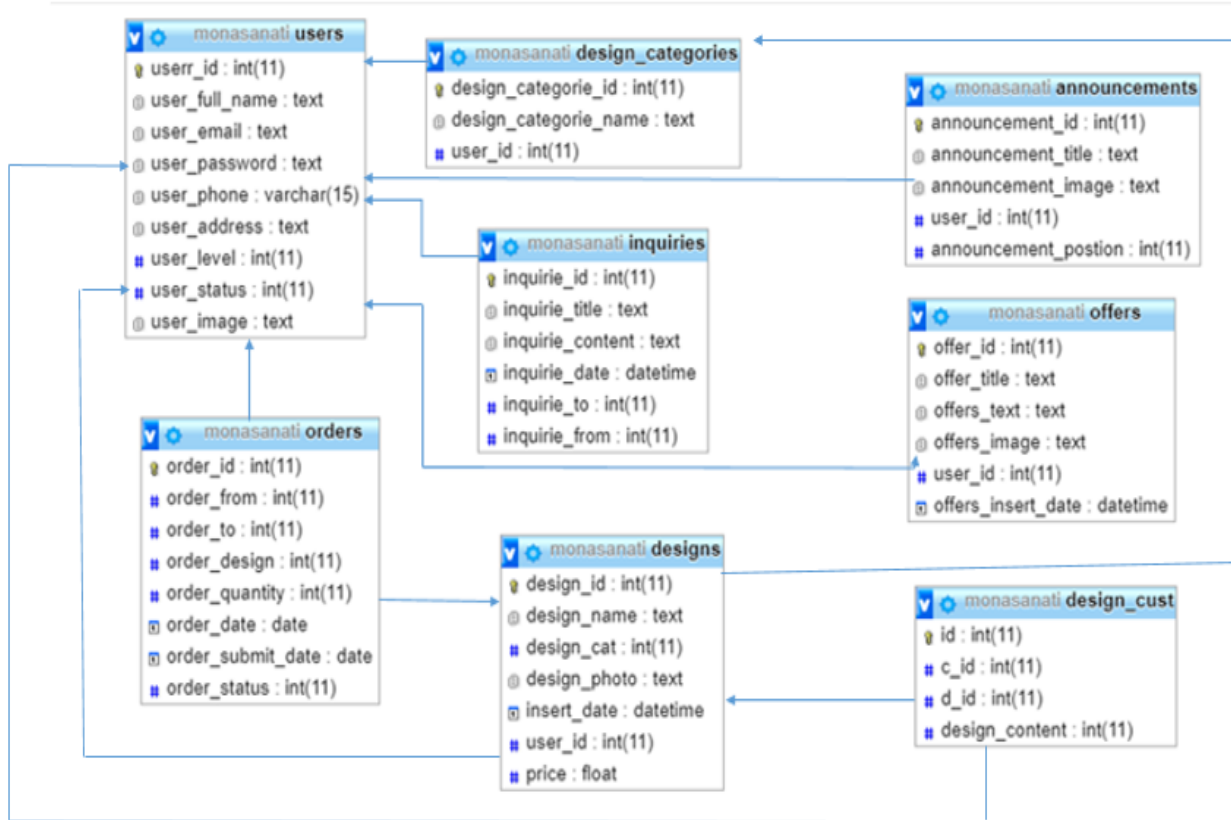 monasanati users
userr_id : int(11)
user_full_name : text
user_email : text
user_password : text
user_phone : varchar(15)
user_address : text
user_level : int(11)
user_status : int(11)
user_image : text
monasanati design_categories
design_categorie_id : int(11)
design_categorie_name : text
user_id : int(11)
monasanati announcements
announcement_id : int(11)
announcement_title : text
announcement_image : text
user_id : int(11)
announcement_postion : int(11)
monasanati inquiries
inquirie_id : int(11)
inquirie_title : text
inquirie_content : text
inquirie_date : datetime
inquirie_to : int(11)
inquirie_from : int(11)
monasanati offers
offer_id : int(11)
offer_title : text
offers_text : text
offers_image : text
user_id : int(11)
offers_insert_date : datetime
monasanati orders
order_id : int(11)
order_from : int(11)
order_to : int(11)
order_design : int(11)
order_quantity : int(11)
order_date : date
order_submit_date : date
order_status : int(11)
monasanati designs
design_id : int(11)
design_name : text
design_cat : int(11)
design_photo : text
insert_date : datetime
user_id : int(11)
price : float
monasanati design_cust
id : int(11)
c_id : int(11)
d_id : int(11)
design_content : int(11)